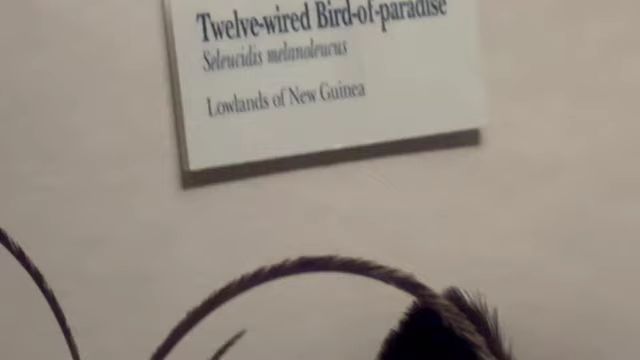 Twelve-wired Bird-of-paradise
Seleucidis melanoleucus
Lowlands of New Guinea